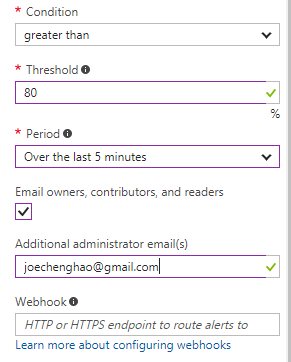 * Condition
greater than
* Threshold
80
%
* Period
Over the last 5 minutes
Email owners, contributors, and readers
Additional administrator email(s)
joechenghao@gmail.com
Webhook
HTTP or HTTPS endpoint to route alerts to
Learn more about configuring webhooks